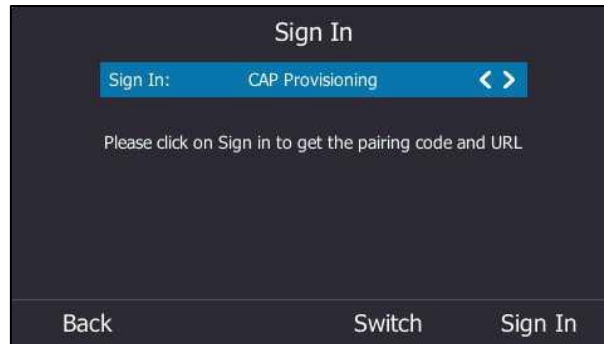 Sign In
Sign In: CAP Provisioning < >
Please click on Sign in to get the pairing code and URL
Back Switch Sign In